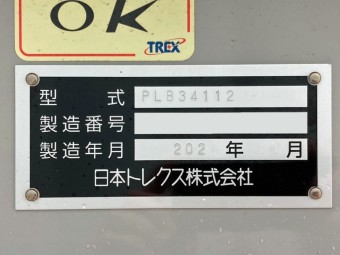 OK
TREX
型式 PLB34112
製造番号
製造年月 202 年 月
日本トレクス株式会社